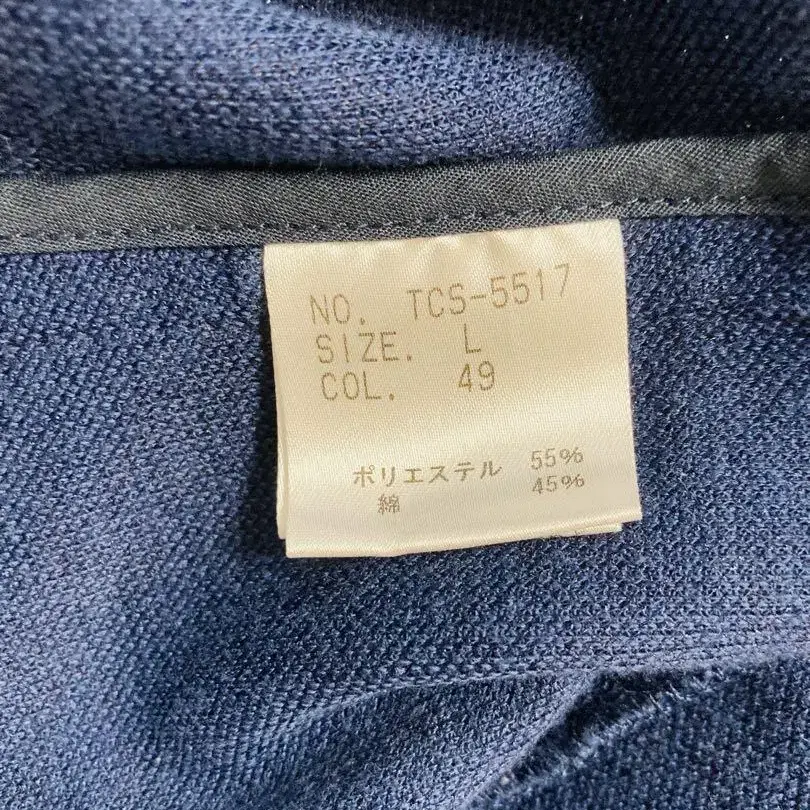 NO. TCS-5517
SIZE. L
COL. 49
ポリエステル 55%
綿 45%